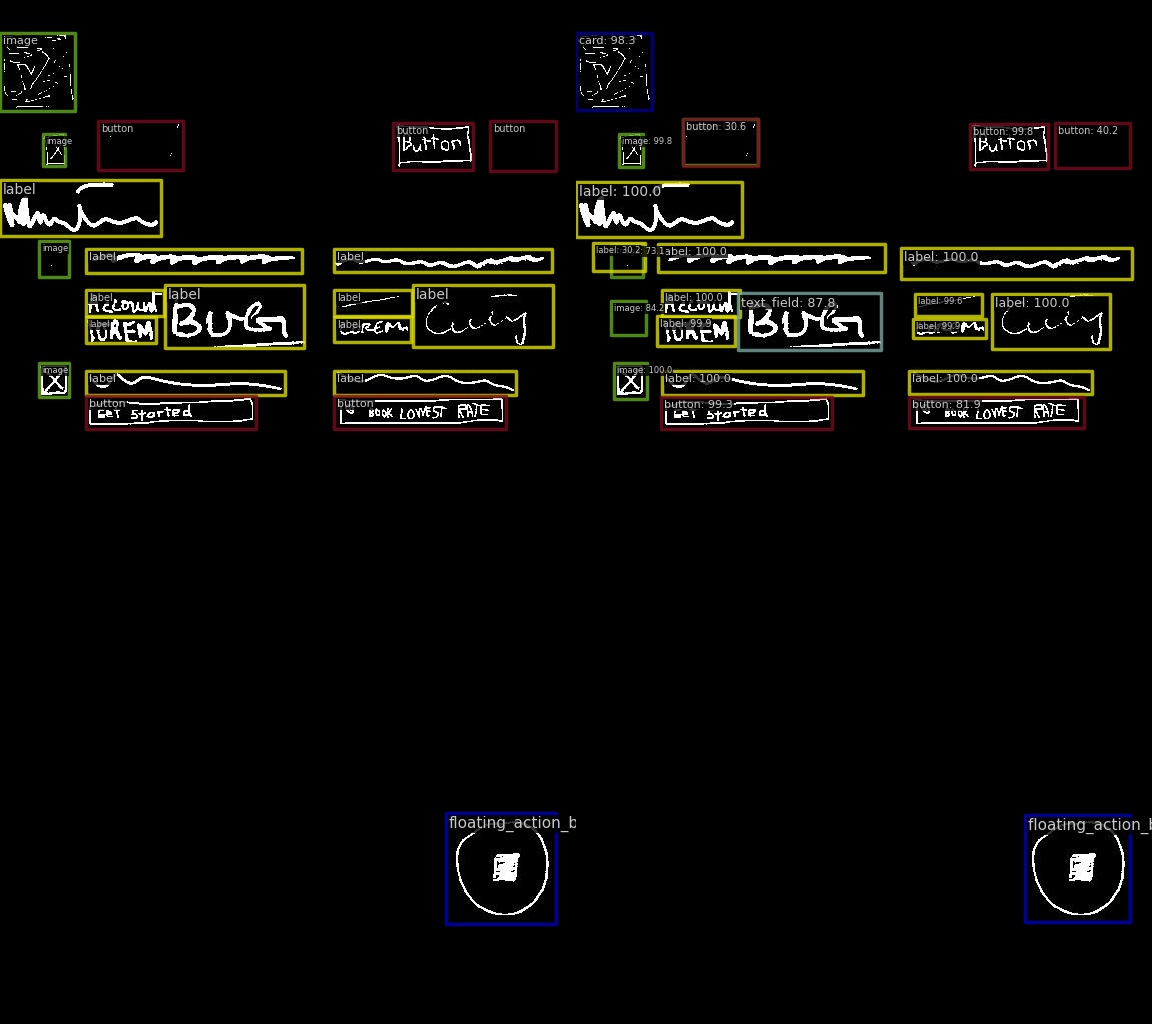 image
card: 98.3
image
button
button
Button
button
image: 99.8
button: 30.6
button: 99.8
Button
button: 40.2
label
label: 100.0
image
label
label
label: 30.2
73.1
label: 100.0
label: 100.0
label
Account
label
BUG
label
label
label
REM
image: 84.2
label: 100.0
Account
label: 99.9
text_field: 87.8
BUG
label: 99.6
label: 99.9
label: 100.0
image
label
label
image: 100.0
label: 100.0
label: 100.0
button
GET Started
button
BOOK LOWEST RATE
button: 99.3
GET Started
button: 81.9
BOOK LOWEST RATE
floating_action_b
floating_action_b